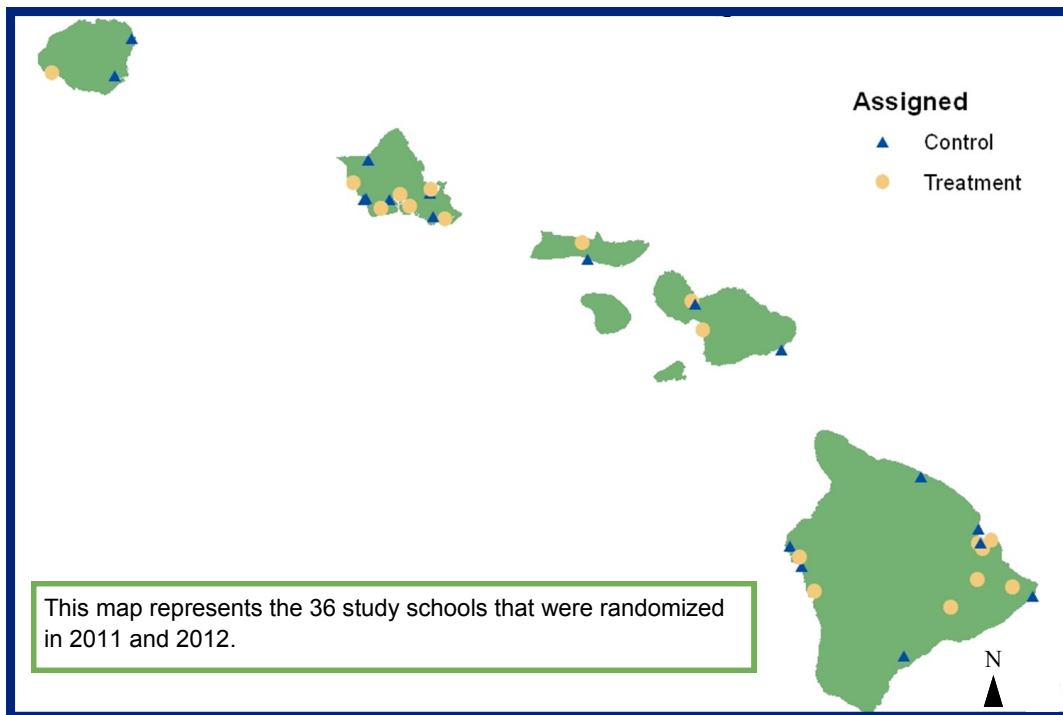 Assigned
Control
Treatment
This map represents the 36 study schools that were randomized
in 2011 and 2012.
N